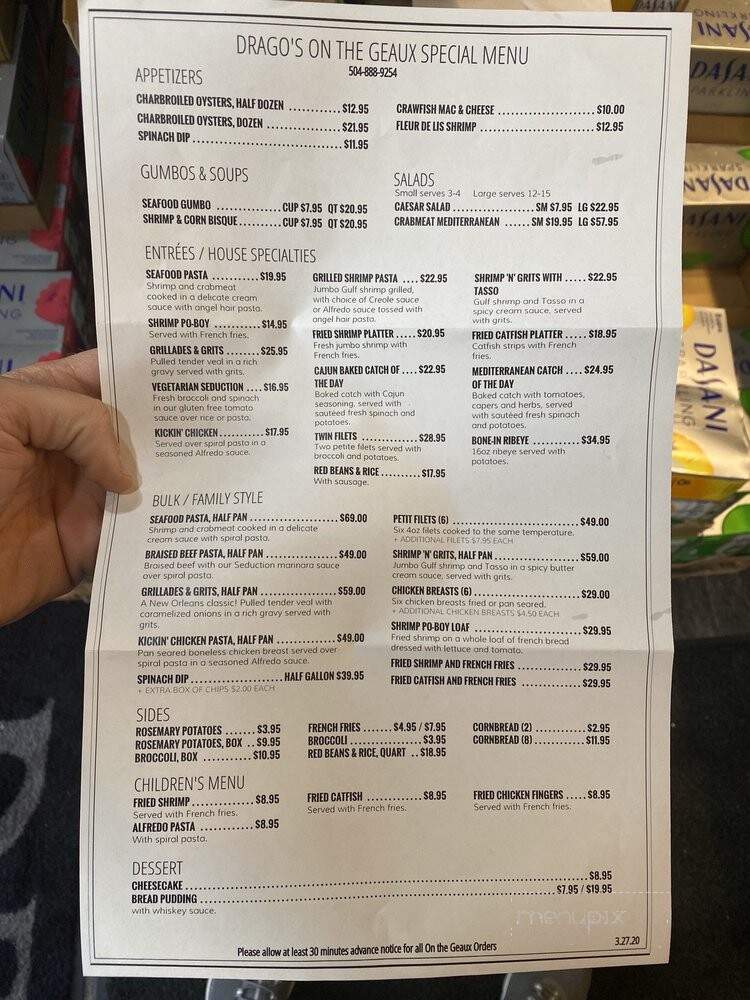 DRAGO'S ON THE GEAUX SPECIAL MENU
504-888-9254
APPETIZERS
CHARBROILED OYSTERS, HALF DOZEN ........... $12.95
CHARBROILED OYSTERS, DOZEN ........... $21.95
SPINACH DIP ........... $11.95
CRAWFISH MAC & CHEESE ........... $10.00
FLEUR DE LIS SHRIMP ........... $12.95
GUMBOS & SOUPS
SEAFOOD GUMBO ........... CUP $7.95 QT $20.95
SHRIMP & CORN BISQUE ........... CUP $7.95 QT $20.95
SALADS
Small serves 3-4 Large serves 12-15
CAESAR SALAD ........... SM $7.95 LG $22.95
CRABMEAT MEDITERRANEAN ...... SM $19.95 LG $57.95
ENTRÉES / HOUSE SPECIALTIES
SEAFOOD PASTA ........... $19.95
Shrimp and crabmeat
cooked in a delicate cream
sauce with angel hair pasta.
SHRIMP PO-BOY ........... $14.95
Served with French fries.
GRILLADES & GRITS ........ $25.95
Pulled tender veal in a rich
gravy served with grits.
VEGETARIAN SEDUCTION .... $16.95
Fresh broccoli and spinach
in our gluten free tomato
sauce over rice or pasta.
KICKIN' CHICKEN ........... $17.95
Served over spiral pasta in a
seasoned Alfredo sauce.
GRILLED SHRIMP PASTA .... $22.95
Jumbo Gulf shrimp grilled,
with choice of Creole sauce
or Alfredo sauce tossed with
angel hair pasta.
FRIED SHRIMP PLATTER ..... $20.95
Fresh jumbo shrimp with
French fries.
CAJUN BAKED CATCH OF .... $22.95
THE DAY
Baked catch with Cajun
seasoning, served with
sautéed fresh spinach and
potatoes.
TWIN FILETS ........... $28.95
Two petite filets served with
broccoli and potatoes.
RED BEANS & RICE ......... $17.95
With sausage.
SHRIMP 'N' GRITS WITH ..... $22.95
TASSO
Gulf shrimp and Tasso in a
spicy cream sauce, served
with grits.
FRIED CATFISH PLATTER ..... $18.95
Catfish strips with French
fries.
MEDITERRANEAN CATCH .... $24.95
OF THE DAY
Baked catch with tomatoes,
capers and herbs, served
with sautéed fresh spinach
and potatoes.
BONE-IN RIBEYE ........... $34.95
16oz ribeye served with
potatoes.
BULK / FAMILY STYLE
SEAFOOD PASTA, HALF PAN ........... $69.00
Shrimp and crabmeat cooked in a delicate
cream sauce with spiral pasta.
BRAISED BEEF PASTA, HALF PAN ........... $49.00
Braised beef with our Seduction marinara sauce
over spiral pasta.
GRILLADES & GRITS, HALF PAN ........... $59.00
A New Orleans classic! Pulled tender veal with
caramelized onions in a rich gravy served with
grits.
KICKIN' CHICKEN PASTA, HALF PAN ........... $49.00
Pan seared boneless chicken breast served over
spiral pasta in a seasoned Alfredo sauce.
SPINACH DIP ........... HALF GALLON $39.95
+ EXTRA BOX OF CHIPS $2.00 EACH
PETIT FILETS (6) ........... $49.00
Six 4oz filets cooked to the same temperature.
+ ADDITIONAL FILETS $7.95 EACH
SHRIMP 'N' GRITS, HALF PAN ........... $59.00
Jumbo Gulf shrimp and Tasso in a spicy butter
cream sauce, served with grits.
CHICKEN BREASTS (6) ........... $29.00
Six chicken breasts fried or pan seared.
+ ADDITIONAL CHICKEN BREASTS $4.50 EACH
SHRIMP PO-BOY LOAF ........... $29.95
Fried shrimp on a whole loaf of french bread
dressed with lettuce and tomato.
FRIED SHRIMP AND FRENCH FRIES ........... $29.95
FRIED CATFISH AND FRENCH FRIES ........... $29.95
SIDES
ROSEMARY POTATOES ....... $3.95
ROSEMARY POTATOES, BOX .. $9.95
BROCCOLI, BOX ........... $10.95
FRENCH FRIES ....... $4.95 / $7.95
BROCCOLI ........... $3.95
RED BEANS & RICE, QUART .. $18.95
CORNBREAD (2) ........... $2.95
CORNBREAD (8) ........... $11.95
CHILDREN'S MENU
FRIED SHRIMP ........... $8.95
Served with French fries.
ALFREDO PASTA ........... $8.95
With spiral pasta.
FRIED CATFISH ........... $8.95
Served with French fries.
FRIED CHICKEN FINGERS ..... $8.95
Served with French fries.
DESSERT
CHEESECAKE ........... $8.95
BREAD PUDDING ........... $7.95 / $19.95
with whiskey sauce.
menupix
Please allow at least 30 minutes advance notice for all On the Geaux Orders
3.27.20
DASANI
DASANI
DASANI